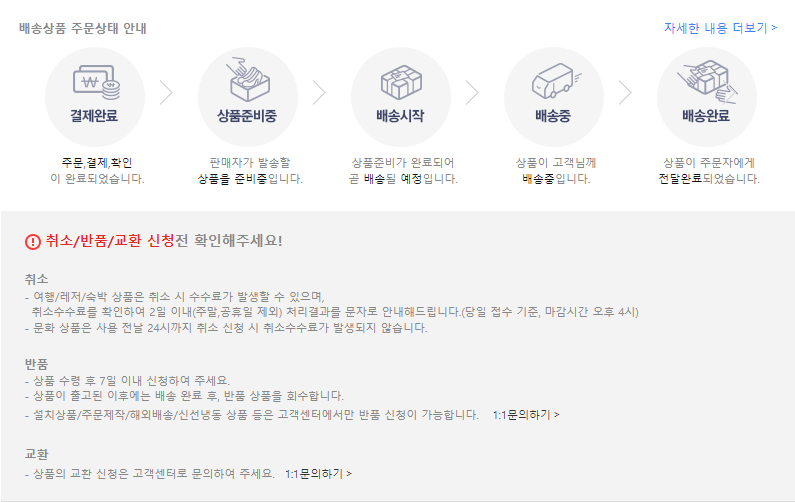 배송상품 주문상태 안내
자세한 내용 더보기 >
결제완료
상품준비중
배송시작
배송중
배송완료
주문,결제,확인
이 완료되었습니다.
판매자가 발송할
상품을 준비중입니다.
상품준비가 완료되어
곧 배송될 예정입니다.
상품이 고객님께
배송중입니다.
상품이 주문자에게
전달완료되었습니다.
취소/반품/교환 신청전 확인해주세요!
취소
- 여행/레저/숙박 상품은 취소 시 수수료가 발생할 수 있으며,
취소수수료를 확인하여 2일 이내(주말,공휴일 제외) 처리결과를 문자로 안내해드립니다.(당일 접수 기준, 마감시간 오후 4시)
- 문화 상품은 사용 전날 24시까지 취소 신청 시 취소수수료가 발생되지 않습니다.
반품
- 상품 수령 후 7일 이내 신청하여 주세요.
- 상품이 출고된 이후에는 배송 완료 후, 반품 상품을 회수합니다.
- 설치상품/주문제작/해외배송/신선냉동 상품 등은 고객센터에서만 반품 신청이 가능합니다. 1:1문의하기 >
교환
- 상품의 교환 신청은 고객센터로 문의하여 주세요. 1:1문의하기 >